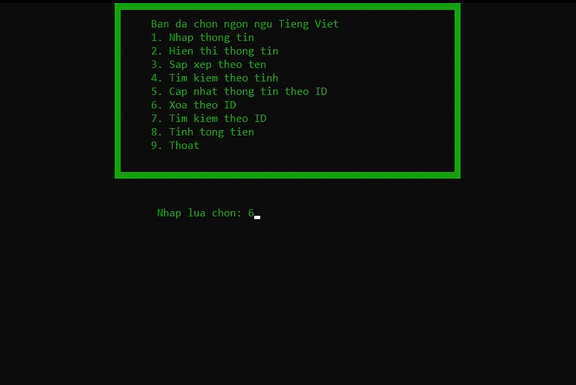 Ban da chon ngon ngu Tieng Viet
1. Nhap thong tin
2. Hien thi thong tin
3. Sap xep theo ten
4. Tim kiem theo tinh
5. Cap nhat thong tin theo ID
6. Xoa theo ID
7. Tim kiem theo ID
8. Tinh tong tien
9. Thoat
Nhap lua chon: 6